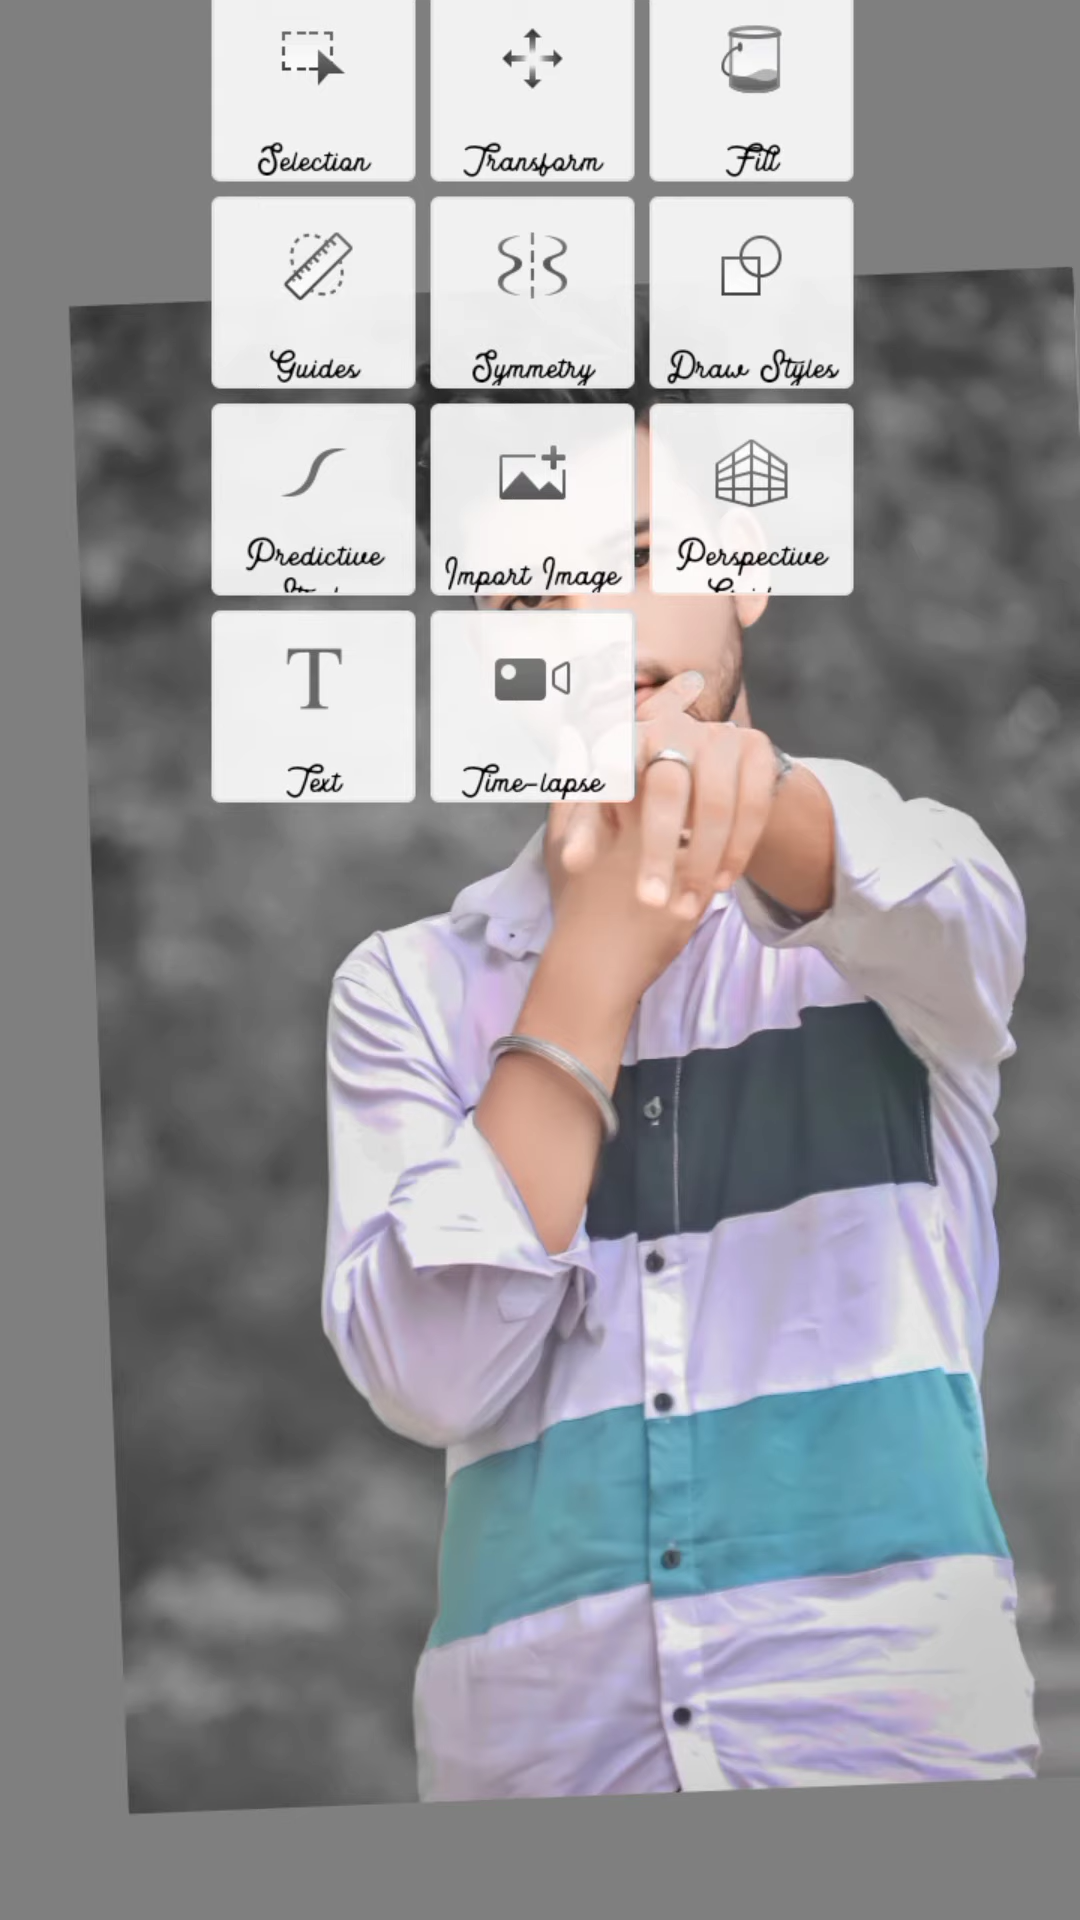 Selection
Transform
Fill
Guides
Symmetry
Draw Styles
Predictive
Import Image
Perspective
T
Text
Time-lapse